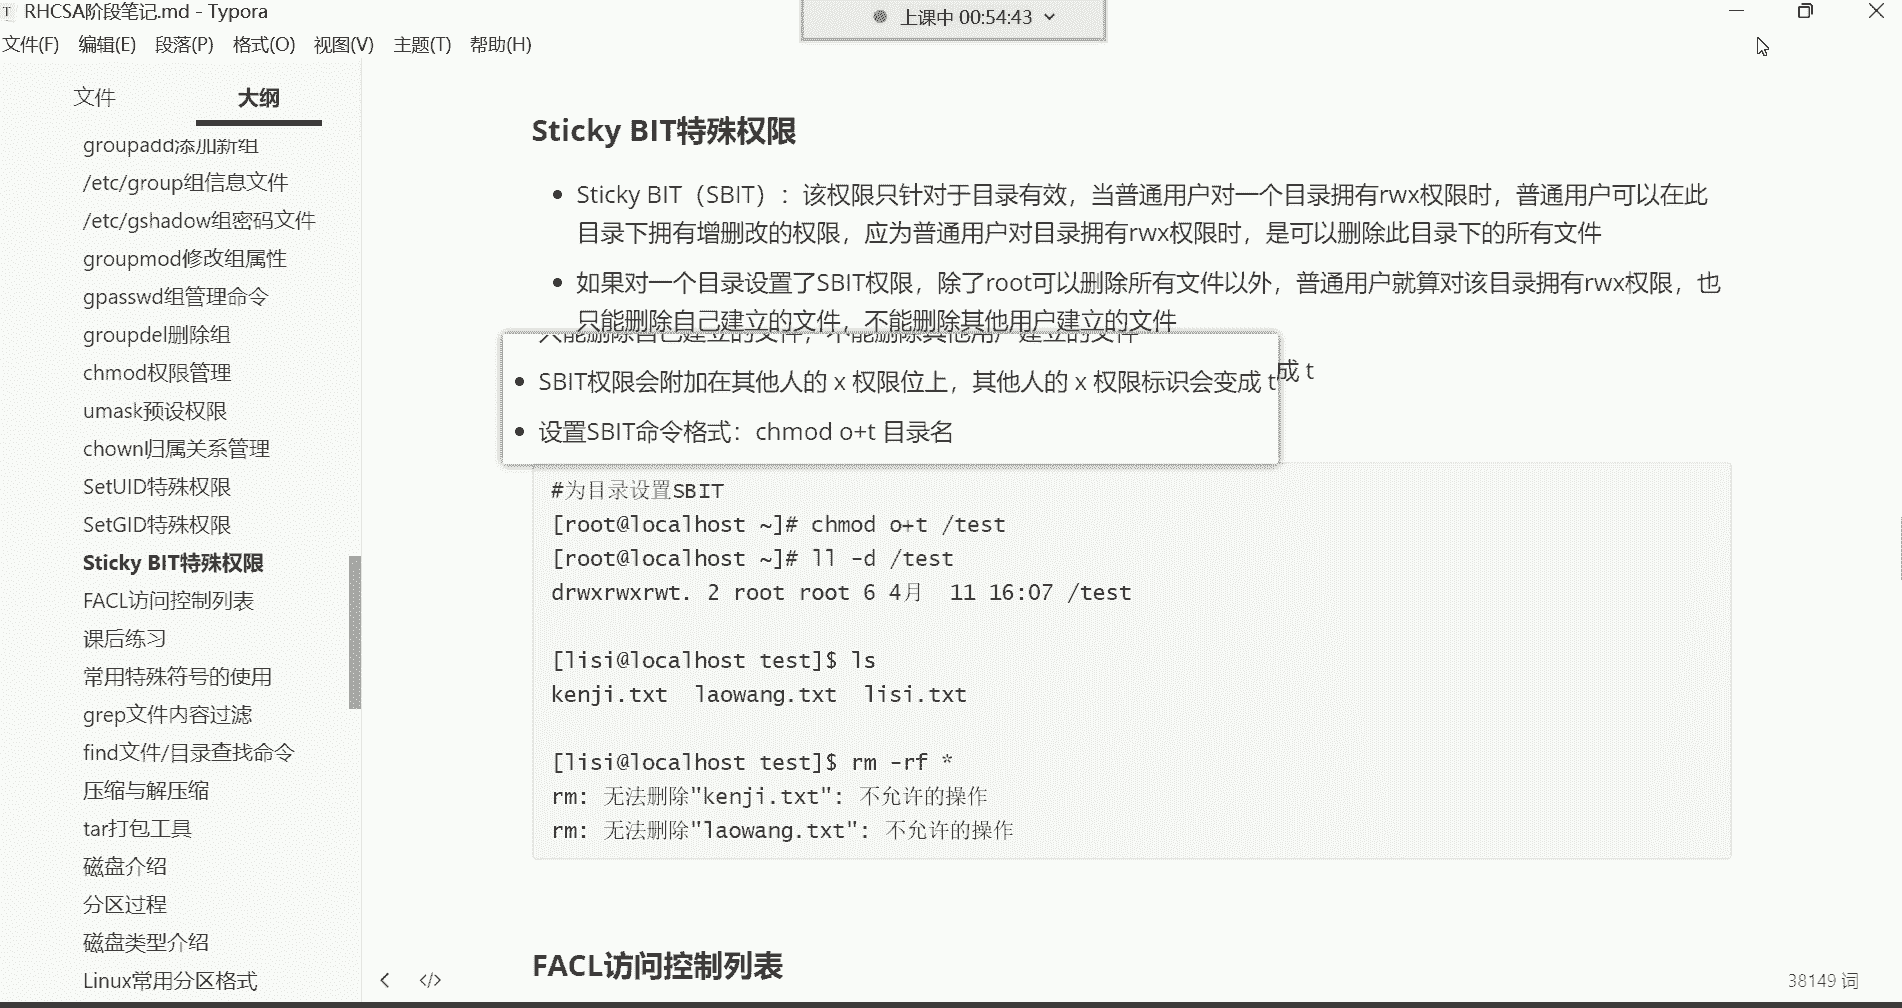 RHCSA阶段笔记.md - Typora
上课中 00:54:43
文件(F) 编辑(E) 段落(P) 格式(O) 视图(V) 主题(T) 帮助(H)
文件 大纲
groupadd添加新组
/etc/group组信息文件
/etc/gshadow组密码文件
groupmod修改组属性
gpasswd组管理命令
groupdel删除组
chmod权限管理
umask预设权限
chown归属关系管理
SetUID特殊权限
SetGID特殊权限
Sticky BIT特殊权限
FACL访问控制列表
课后练习
常用特殊符号的使用
grep文件内容过滤
find文件/目录查找命令
压缩与解压缩
tar打包工具
磁盘介绍
分区过程
磁盘类型介绍
Linux常用分区格式
Sticky BIT特殊权限
Sticky BIT（SBIT）：该权限只针对于目录有效，当普通用户对一个目录拥有rwx权限时，普通用户可以在此
目录下拥有增删改的权限，应为普通用户对目录拥有rwx权限时，是可以删除此目录下的所有文件
如果对一个目录设置了SBIT权限，除了root可以删除所有文件以外，普通用户就算对该目录拥有rwx权限，也
只能删除自己建立的文件，不能删除其他用户建立的文件
只能删除自己建立的文件，不能删除其他用户建立的文件
SBIT权限会附加在其他人的 x 权限位上，其他人的 x 权限标识会变成 t
成 t
设置SBIT命令格式：chmod o+t 目录名
#为目录设置SBIT
[root@localhost ~]# chmod o+t /test
[root@localhost ~]# ll -d /test
drwxrwxrwt. 2 root root 6 4月  11 16:07 /test
[lisi@localhost test]$ ls
kenji.txt  laowang.txt  lisi.txt
[lisi@localhost test]$ rm -rf *
rm: 无法删除"kenji.txt": 不允许的操作
rm: 无法删除"laowang.txt": 不允许的操作
FACL访问控制列表
38149 词